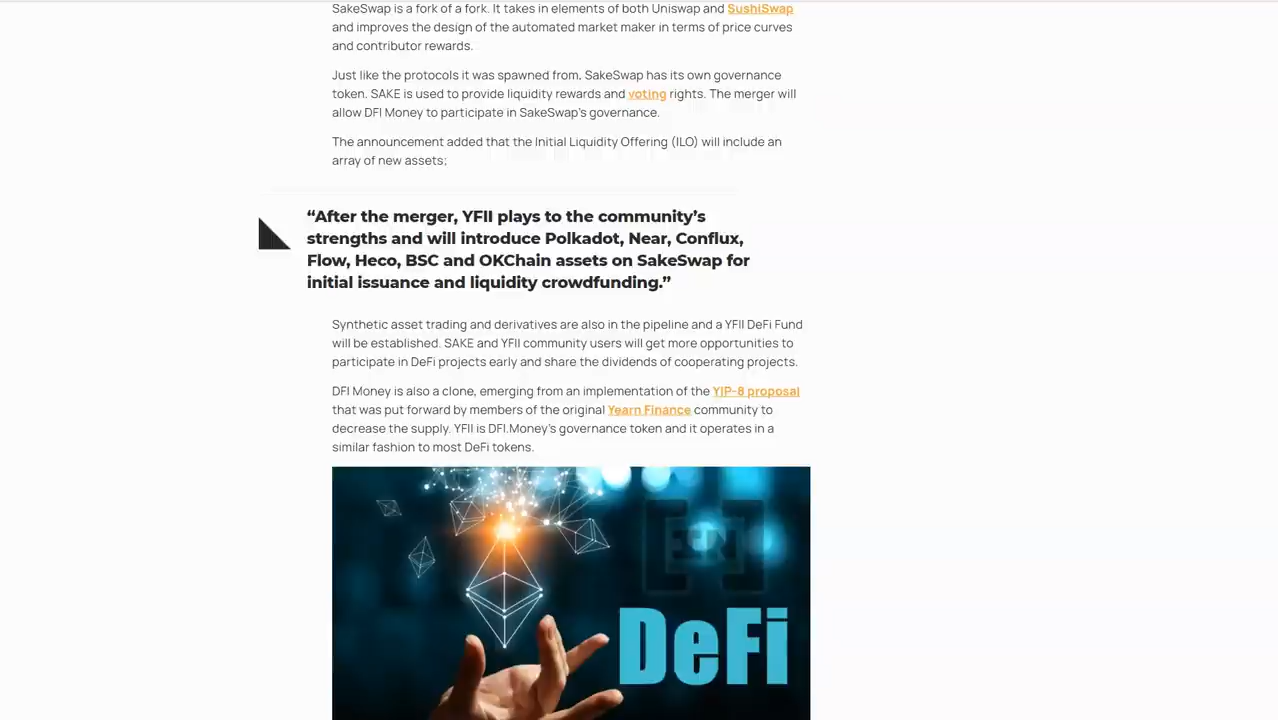 SakeSwap is a fork of a fork. It takes in elements of both Uniswap and SushiSwap
and improves the design of the automated market maker in terms of price curves
and contributor rewards.
Just like the protocols it was spawned from, SakeSwap has its own governance
token. SAKE is used to provide liquidity rewards and voting rights. The merger will
allow DFI Money to participate in SakeSwap's governance.
The announcement added that the Initial Liquidity Offering (ILO) will include an
array of new assets;
“After the merger, YFII plays to the community’s
strengths and will introduce Polkadot, Near, Conflux,
Flow, Heco, BSC and OKChain assets on SakeSwap for
initial issuance and liquidity crowdfunding.”
Synthetic asset trading and derivatives are also in the pipeline and a YFII DeFi Fund
will be established. SAKE and YFII community users will get more opportunities to
participate in DeFi projects early and share the dividends of cooperating projects.
DFI Money is also a clone, emerging from an implementation of the YIP-8 proposal
that was put forward by members of the original Yearn Finance community to
decrease the supply. YFII is DFI.Money's governance token and it operates in a
similar fashion to most DeFi tokens.
DeFi